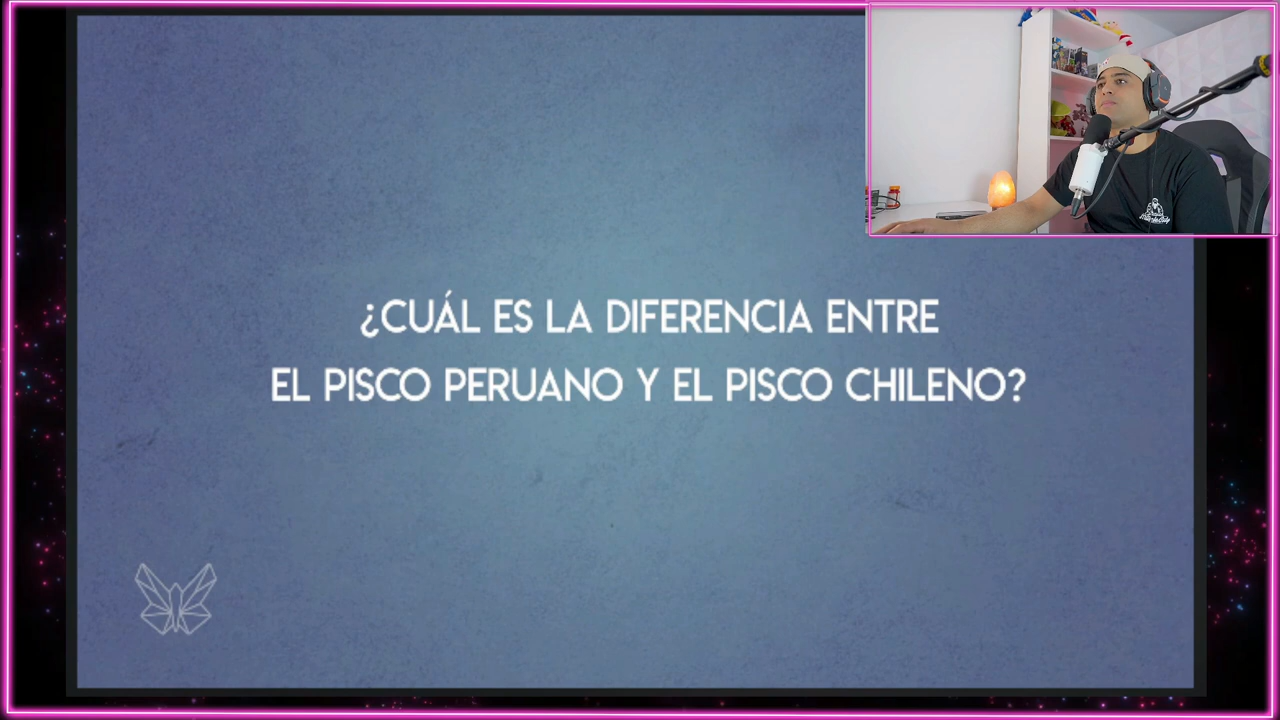 ¿CUÁL ES LA DIFERENCIA ENTRE
EL PISCO PERUANO Y EL PISCO CHILENO?